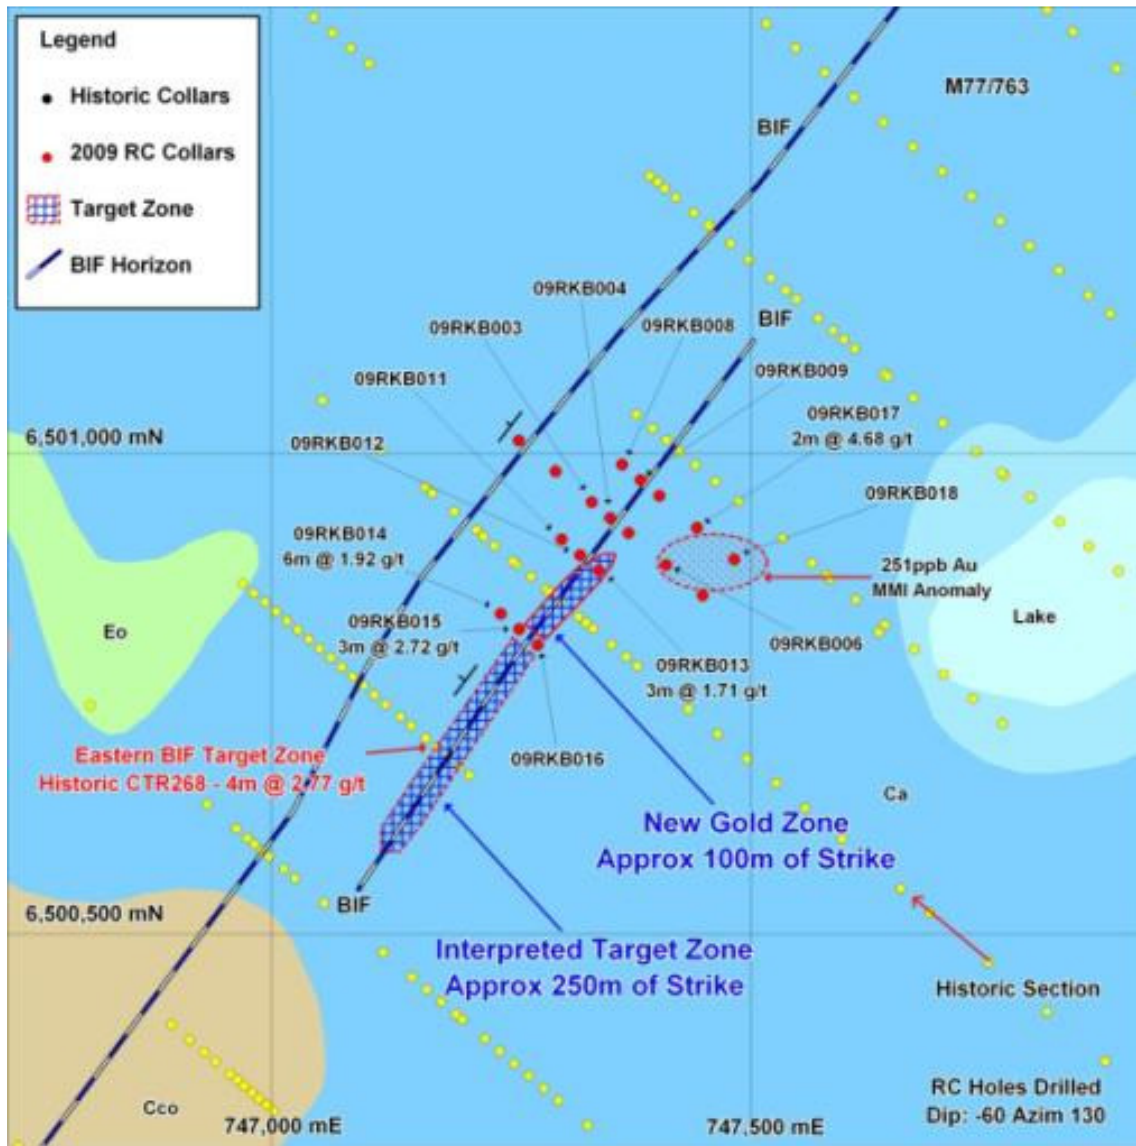 Legend
Historic Collars
2009 RC Collars
Target Zone
BIF Horizon
M77/763
BIF
BIF
09RKB004
09RKB003
09RKB008
09RKB011
09RKB009
09RKB017
2m @ 4.68 g/t
6,501,000 mN
09RKB012
09RKB018
09RKB014
6m @ 1.92 g/t
251ppb Au
MMI Anomaly
Eo
09RKB015
3m @ 2.72 g/t
Lake
09RKB006
09RKB013
3m @ 1.71 g/t
Eastern BIF Target Zone
Historic CTR268 - 4m @ 2.77 g/t
09RKB016
Ca
New Gold Zone
Approx 100m of Strike
BIF
6,500,500 mN
Interpreted Target Zone
Approx 250m of Strike
Historic Section
RC Holes Drilled
Dip: -60 Azim 130
Cco
747,000 mE
747,500 mE